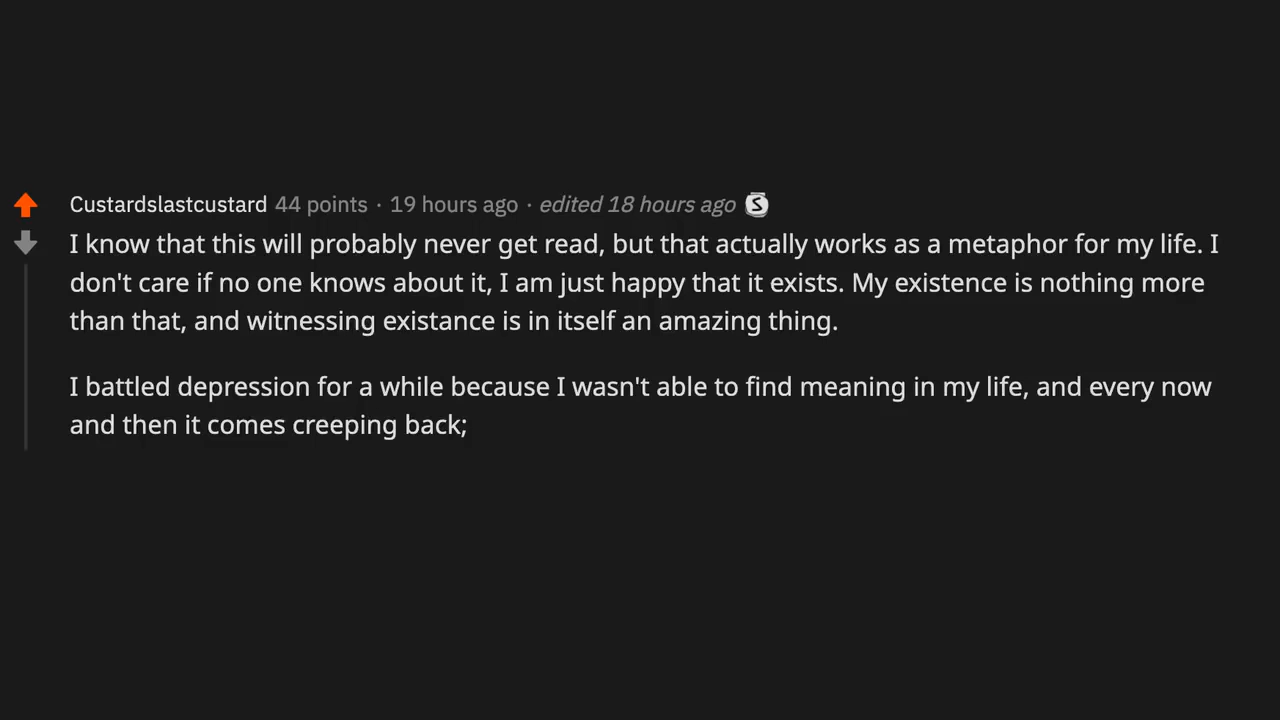 Custardslastcustard 44 points · 19 hours ago · edited 18 hours ago S
I know that this will probably never get read, but that actually works as a metaphor for my life. I
don't care if no one knows about it, I am just happy that it exists. My existence is nothing more
than that, and witnessing existance is in itself an amazing thing.
I battled depression for a while because I wasn't able to find meaning in my life, and every now
and then it comes creeping back;